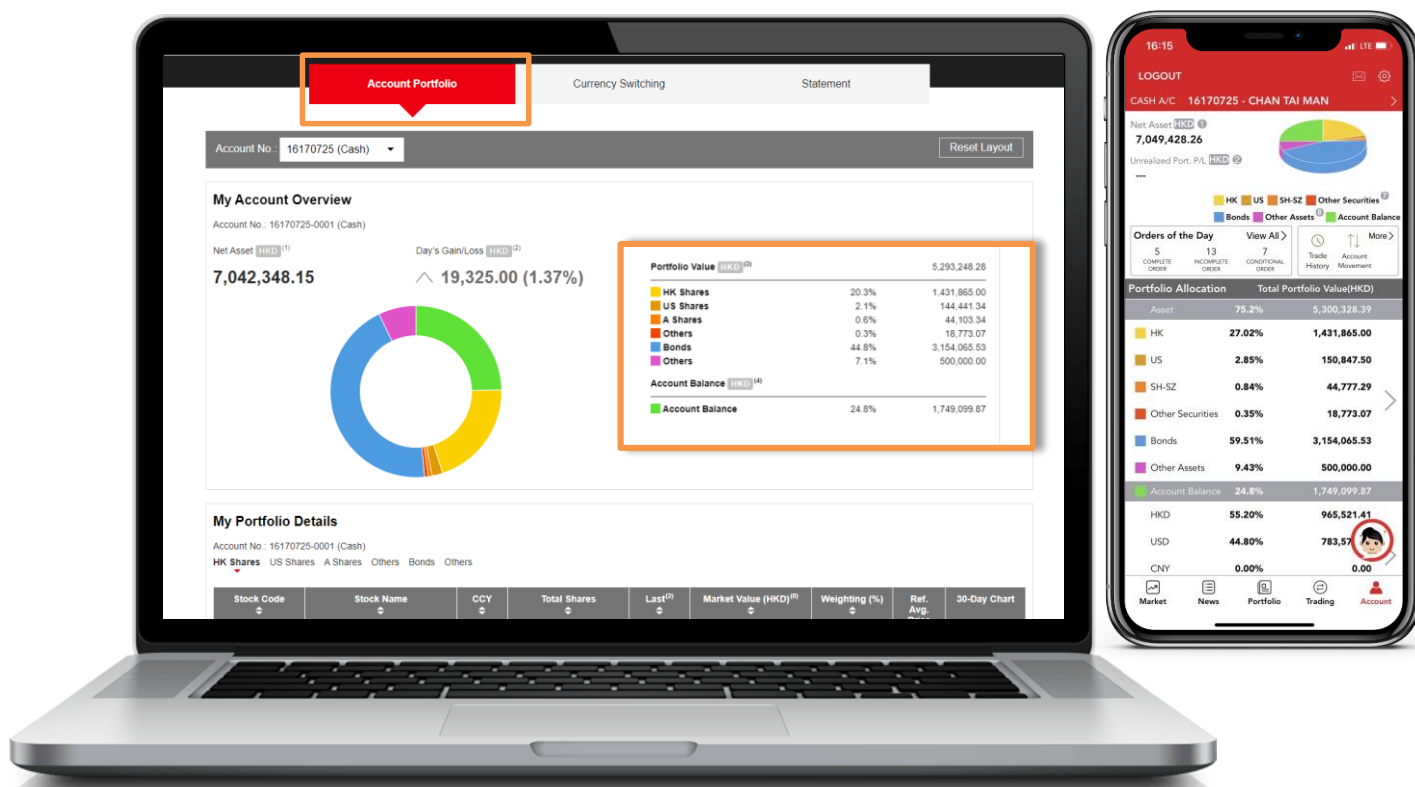 Account Portfolio Currency Switching Statement
Account No.: 16170725 (Cash) Reset Layout
My Account Overview
Account No.: 16170725-0001 (Cash)
Net Asset HKD (1) Day's Gain/Loss HKD (2)
7,042,348.15 19,325.00 (1.37%)
Portfolio Value HKD (3) 5,293,248.28
HK Shares 20.3% 1,431,865.00
US Shares 2.1% 144,441.34
A Shares 0.6% 44,103.34
Others 0.3% 18,773.07
Bonds 44.8% 3,154,065.53
Others 7.1% 500,000.00
Account Balance HKD (4)
Account Balance 24.8% 1,749,099.87
My Portfolio Details
Account No.: 16170725-0001 (Cash)
HK Shares US Shares A Shares Others Bonds Others
Stock Code Stock Name CCY Total Shares Last(2) Market Value (HKD)(8) Weighting (%) Ref. 30-Day Chart
Avg.
16:15 LTE
LOGOUT
CASH A/C 16170725 - CHAN TAI MAN >
Net Asset HKD 1
7,049,428.26
Unrealized Port. P/L HKD 2
---
HK US SH-SZ Other Securities 7
Bonds Other Assets 8 Account Balance
Orders of the Day View All >
5 13 7
COMPLETE ORDER INCOMPLETE ORDER CONDITIONAL ORDER
Trade History Account Movement More >
Portfolio Allocation Total Portfolio Value(HKD)
Asset 75.2% 5,300,328.39
HK 27.02% 1,431,865.00
US 2.85% 150,847.50
SH-SZ 0.84% 44,777.29
Other Securities 0.35% 18,773.07
Bonds 59.51% 3,154,065.53
Other Assets 9.43% 500,000.00
Account Balance 24.8% 1,749,099.87
HKD 55.20% 965,521.41
USD 44.80% 783,57
CNY 0.00% 0.00
Market News Portfolio Trading Account